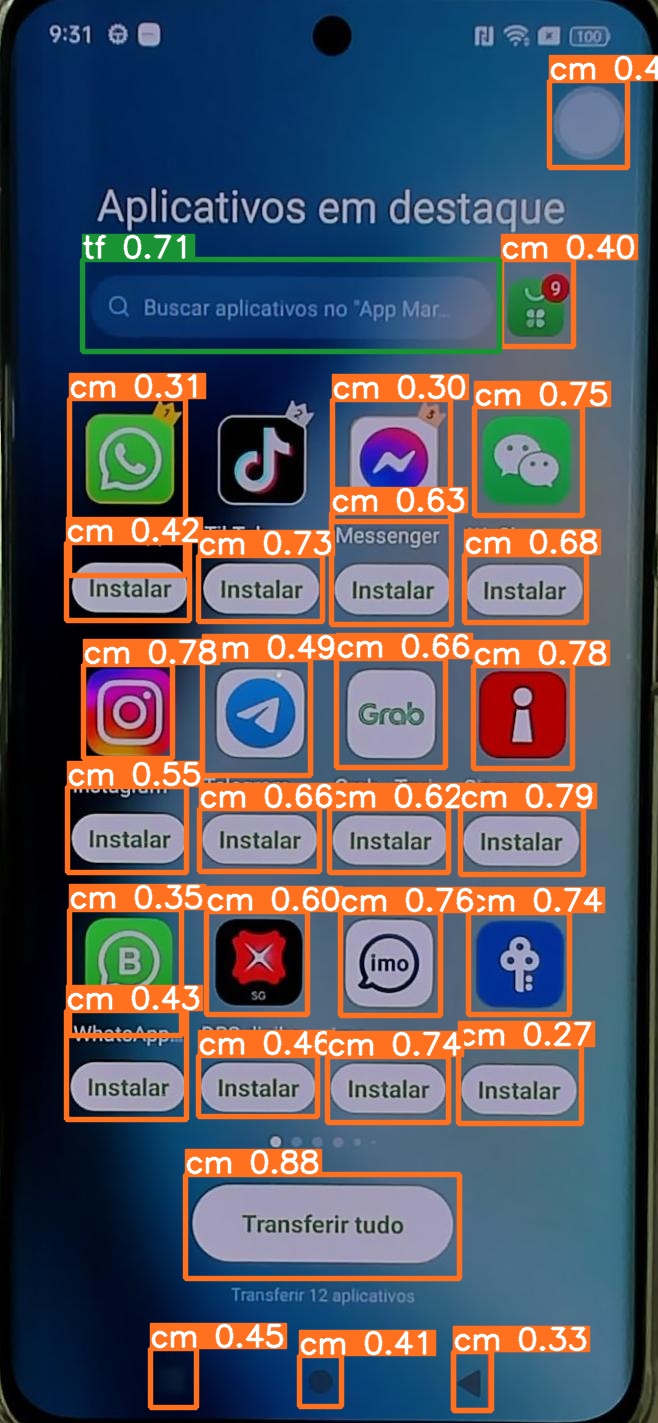 9:31
100
cm 0.4
Aplicativos em destaque
tf 0.71
cm 0.40
Buscar aplicativos no "App Mar...
9
cm 0.31
cm 0.30
cm 0.75
1
2
3
cm 0.42
cm 0.73
cm 0.63
cm 0.68
Messenger
Instalar
Instalar
Instalar
Instalar
cm 0.78
m 0.49
cm 0.66
cm 0.78
Grab
cm 0.55
cm 0.66
cm 0.62
cm 0.79
Instagram
Instalar
Instalar
Instalar
Instalar
cm 0.35
cm 0.60
cm 0.76
cm 0.74
B
SG
imo
cm 0.43
cm 0.46
cm 0.74
cm 0.27
WhatsApp...
Instalar
Instalar
Instalar
Instalar
cm 0.88
Transferir tudo
Transferir 12 aplicativos
cm 0.45
cm 0.41
cm 0.33